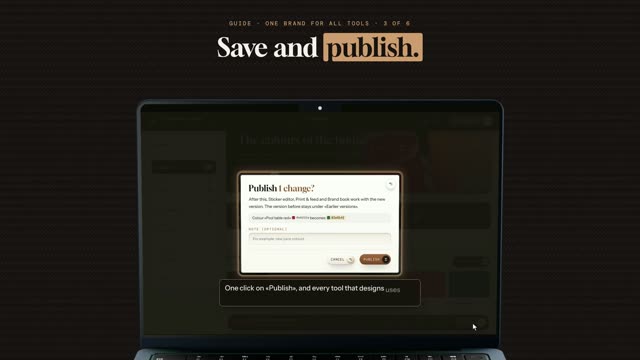 GUIDE · ONE BRAND FOR ALL TOOLS · 3 OF 6
Save and publish.
Publish 1 change?
After this, Sticker editor, Print & feed and Brand book work with the new
version. The version before stays under «Earlier versions».
becomes
NOTE (OPTIONAL)
CANCEL
PUBLISH
One click on «Publish», and every tool that designs uses